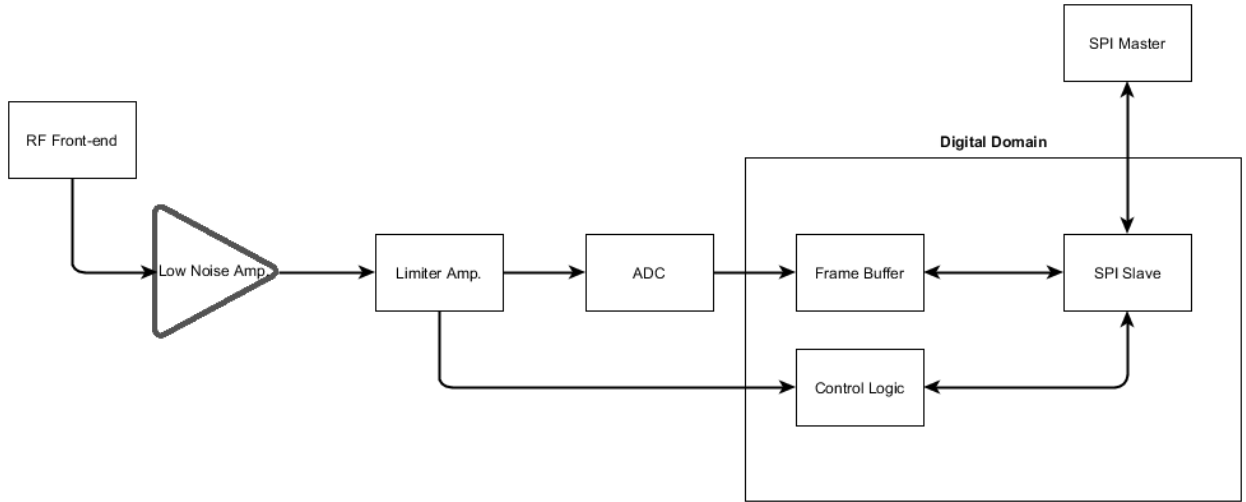 SPI Master
RF Front-end
Digital Domain
Low Noise Amp.
Limiter Amp.
ADC
Frame Buffer
SPI Slave
Control Logic